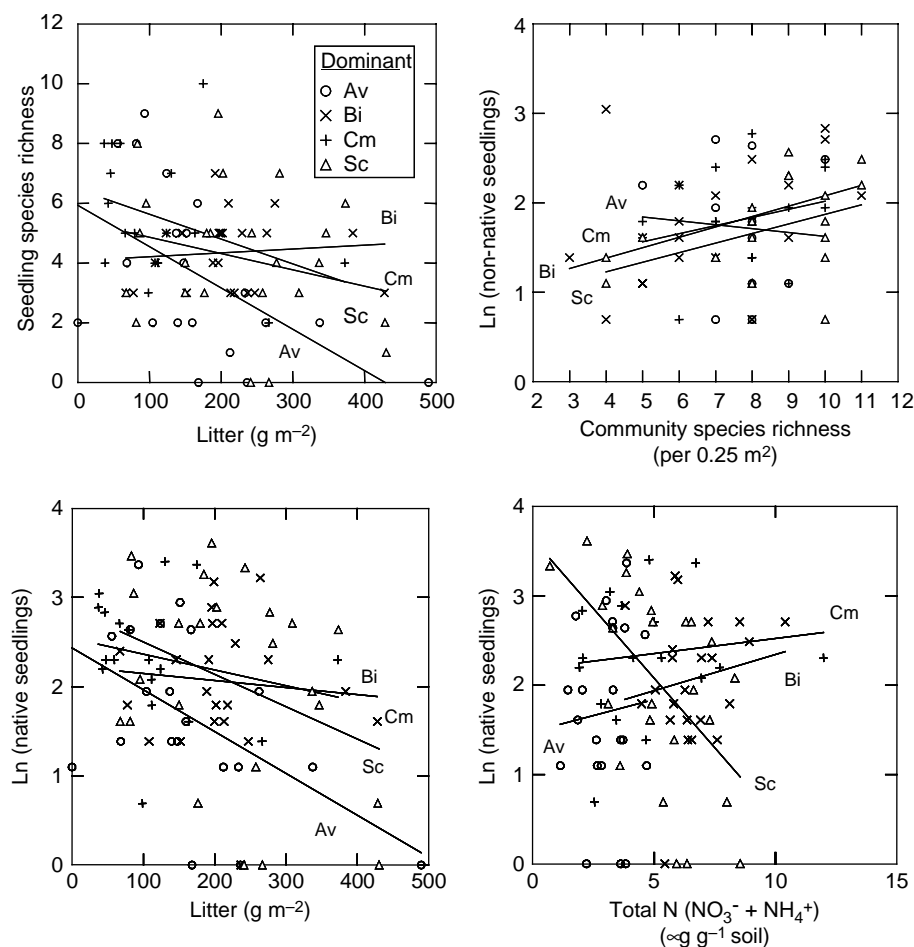 12
10
8
6
4
2
0
Seedling species richness
Dominant
Av
Bi
Cm
Sc
Bi
Cm
Sc
Av
0 100 200 300 400 500
Litter (g m–2)
4
3
2
1
0
Ln (non-native seedlings)
Av
Cm
Bi
Sc
2 3 4 5 6 7 8 9 10 11 12
Community species richness
(per 0.25 m2)
4
3
2
1
0
Ln (native seedlings)
Bi
Cm
Sc
Av
0 100 200 300 400 500
Litter (g m–2)
4
3
2
1
0
Ln (native seedlings)
Cm
Bi
Av
Sc
0 5 10 15
Total N (NO3- + NH4+)
(∝g g–1 soil)